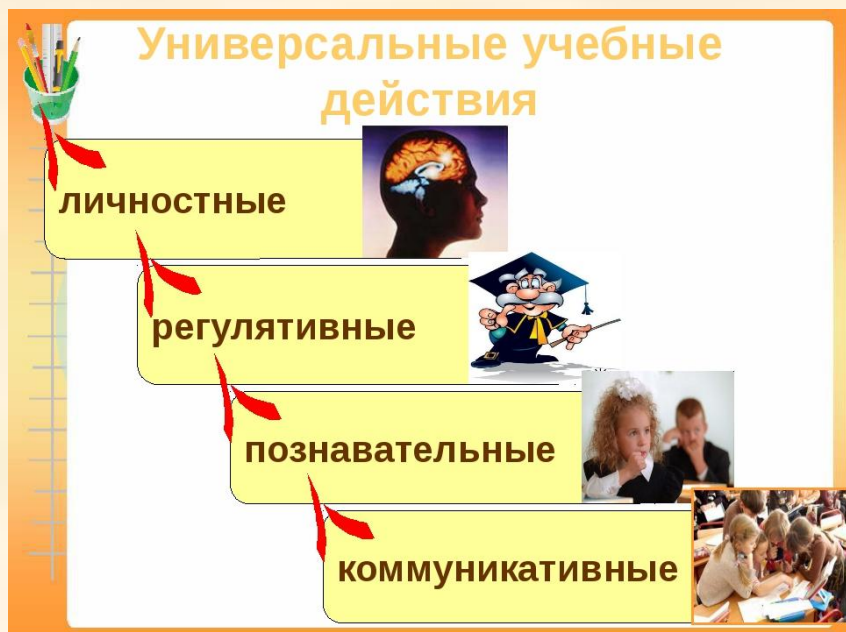 Универсальные учебные
действия
личностные
регулятивные
познавательные
коммуникативные